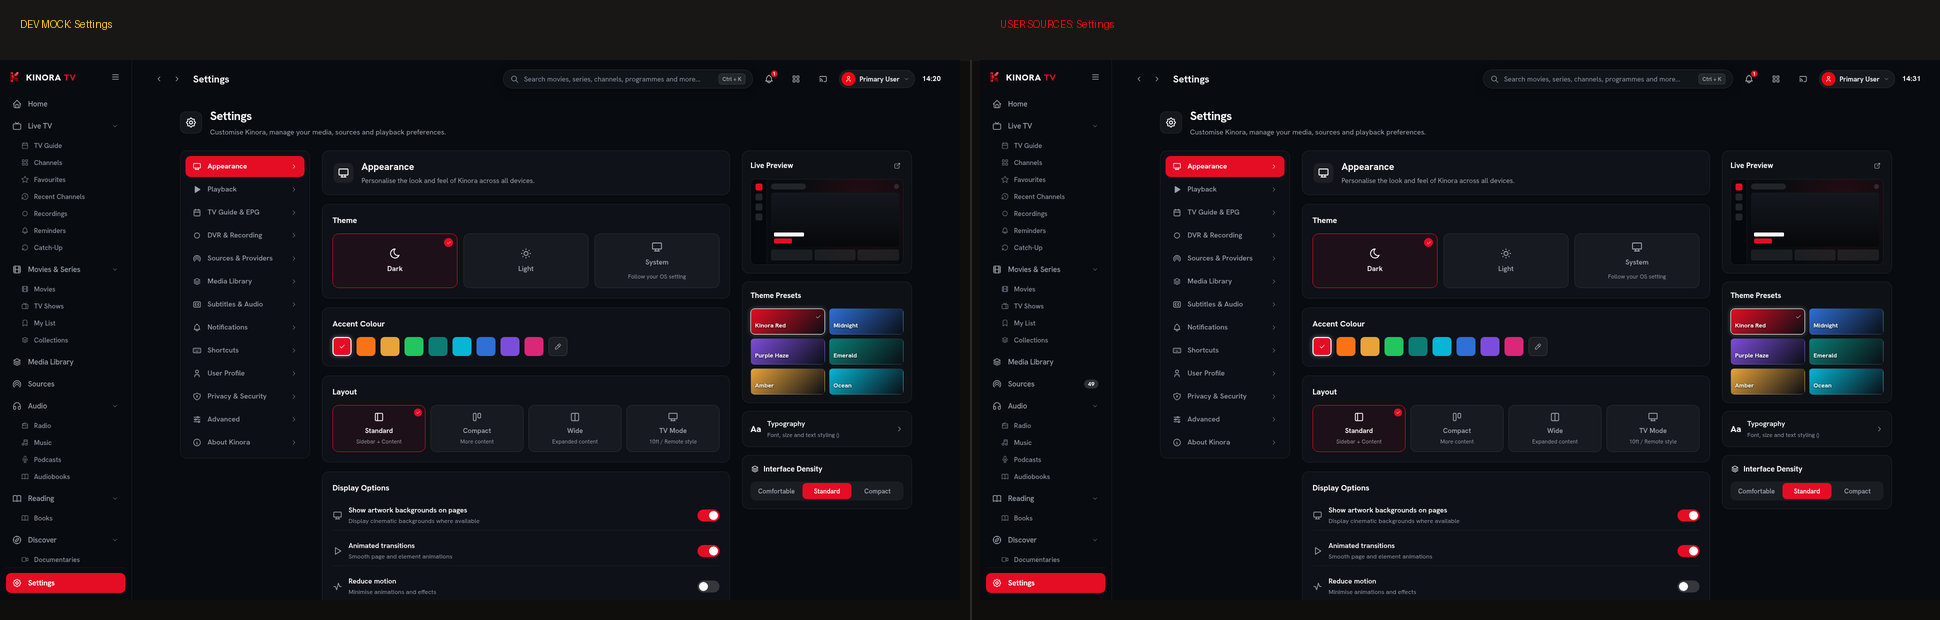 DEV MOCK: Settings
KINORA TV
Home
Live TV
TV Guide
Channels
Favourites
Recent Channels
Recordings
Reminders
Catch-Up
Movies & Series
Movies
TV Shows
My List
Collections
Media Library
Sources
Audio
Radio
Music
Podcasts
Audiobooks
Reading
Books
Discover
Documentaries
Settings
Settings
Search movies, series, channels, programmes and more...
Ctrl + K
1
Primary User
14:20
Settings
Customise Kinora, manage your media, sources and playback preferences.
Appearance
Playback
TV Guide & EPG
DVR & Recording
Sources & Providers
Media Library
Subtitles & Audio
Notifications
Shortcuts
User Profile
Privacy & Security
Advanced
About Kinora
Appearance
Personalise the look and feel of Kinora across all devices.
Theme
Dark
Light
System
Follow your OS setting
Accent Colour
Layout
Standard
Sidebar + Content
Compact
More content
Wide
Expanded content
TV Mode
10ft / Remote style
Display Options
Show artwork backgrounds on pages
Display cinematic backgrounds where available
Animated transitions
Smooth page and element animations
Reduce motion
Minimise animations and effects
Live Preview
Theme Presets
Kinora Red
Midnight
Purple Haze
Emerald
Amber
Ocean
Aa
Typography
Font, size and text styling ()
Interface Density
Comfortable
Standard
Compact
USER SOURCES: Settings
KINORA TV
Home
Live TV
TV Guide
Channels
Favourites
Recent Channels
Recordings
Reminders
Catch-Up
Movies & Series
Movies
TV Shows
My List
Collections
Media Library
Sources
49
Audio
Radio
Music
Podcasts
Audiobooks
Reading
Books
Discover
Documentaries
Settings
Settings
Search movies, series, channels, programmes and more...
Ctrl + K
1
Primary User
14:31
Settings
Customise Kinora, manage your media, sources and playback preferences.
Appearance
Playback
TV Guide & EPG
DVR & Recording
Sources & Providers
Media Library
Subtitles & Audio
Notifications
Shortcuts
User Profile
Privacy & Security
Advanced
About Kinora
Appearance
Personalise the look and feel of Kinora across all devices.
Theme
Dark
Light
System
Follow your OS setting
Accent Colour
Layout
Standard
Sidebar + Content
Compact
More content
Wide
Expanded content
TV Mode
10ft / Remote style
Display Options
Show artwork backgrounds on pages
Display cinematic backgrounds where available
Animated transitions
Smooth page and element animations
Reduce motion
Minimise animations and effects
Live Preview
Theme Presets
Kinora Red
Midnight
Purple Haze
Emerald
Amber
Ocean
Aa
Typography
Font, size and text styling ()
Interface Density
Comfortable
Standard
Compact